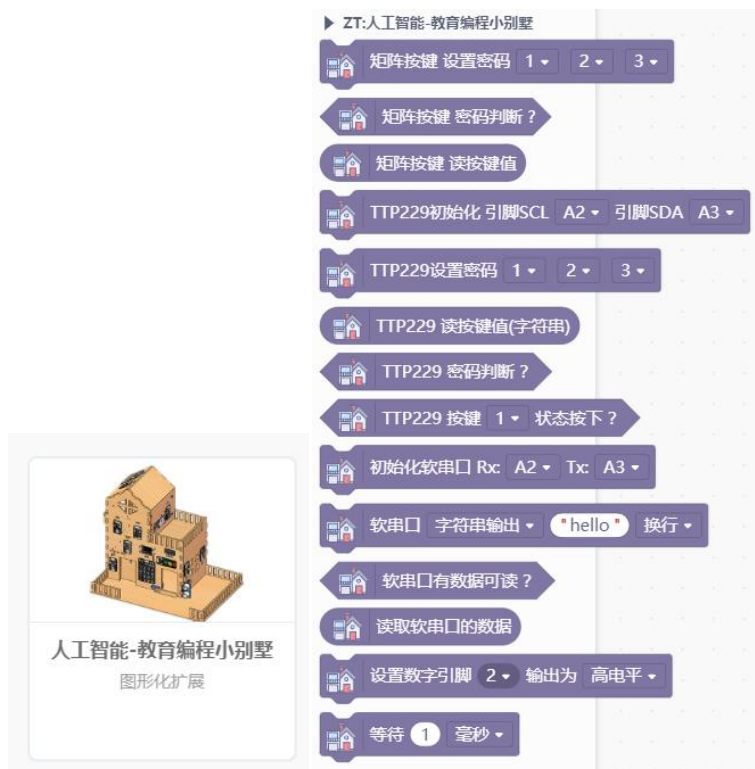 ZT:人工智能-教育编程小别墅
矩阵按键 设置密码 1 2 3
矩阵按键 密码判断？
矩阵按键 读按键值
TTP229初始化 引脚SCL A2 引脚SDA A3
TTP229设置密码 1 2 3
TTP229 读按键值(字符串)
TTP229 密码判断？
TTP229 按键 1 状态按下？
初始化软串口 Rx: A2 Tx: A3
软串口 字符串输出 "hello" 换行
软串口有数据可读？
读取软串口的数据
设置数字引脚 2 输出为 高电平
等待 1 毫秒
人工智能-教育编程小别墅
图形化扩展